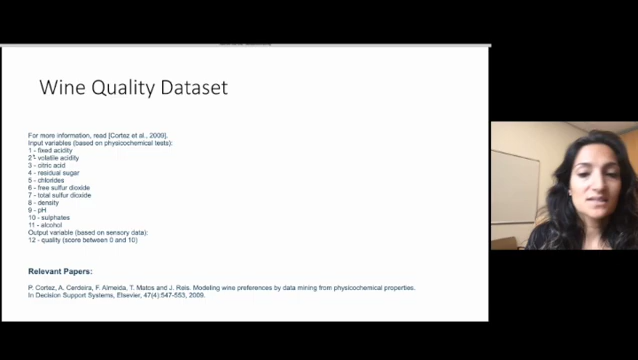 Wine Quality Dataset
For more information, read [Cortez et al., 2009].
Input variables (based on physicochemical tests):
1 - fixed acidity
2 - volatile acidity
3 - citric acid
4 - residual sugar
5 - chlorides
6 - free sulfur dioxide
7 - total sulfur dioxide
8 - density
9 - pH
10 - sulphates
11 - alcohol
Output variable (based on sensory data):
12 - quality (score between 0 and 10)
Relevant Papers:
P. Cortez, A. Cerdeira, F. Almeida, T. Matos and J. Reis. Modeling wine preferences by data mining from physicochemical properties.
In Decision Support Systems, Elsevier, 47(4):547-553, 2009.